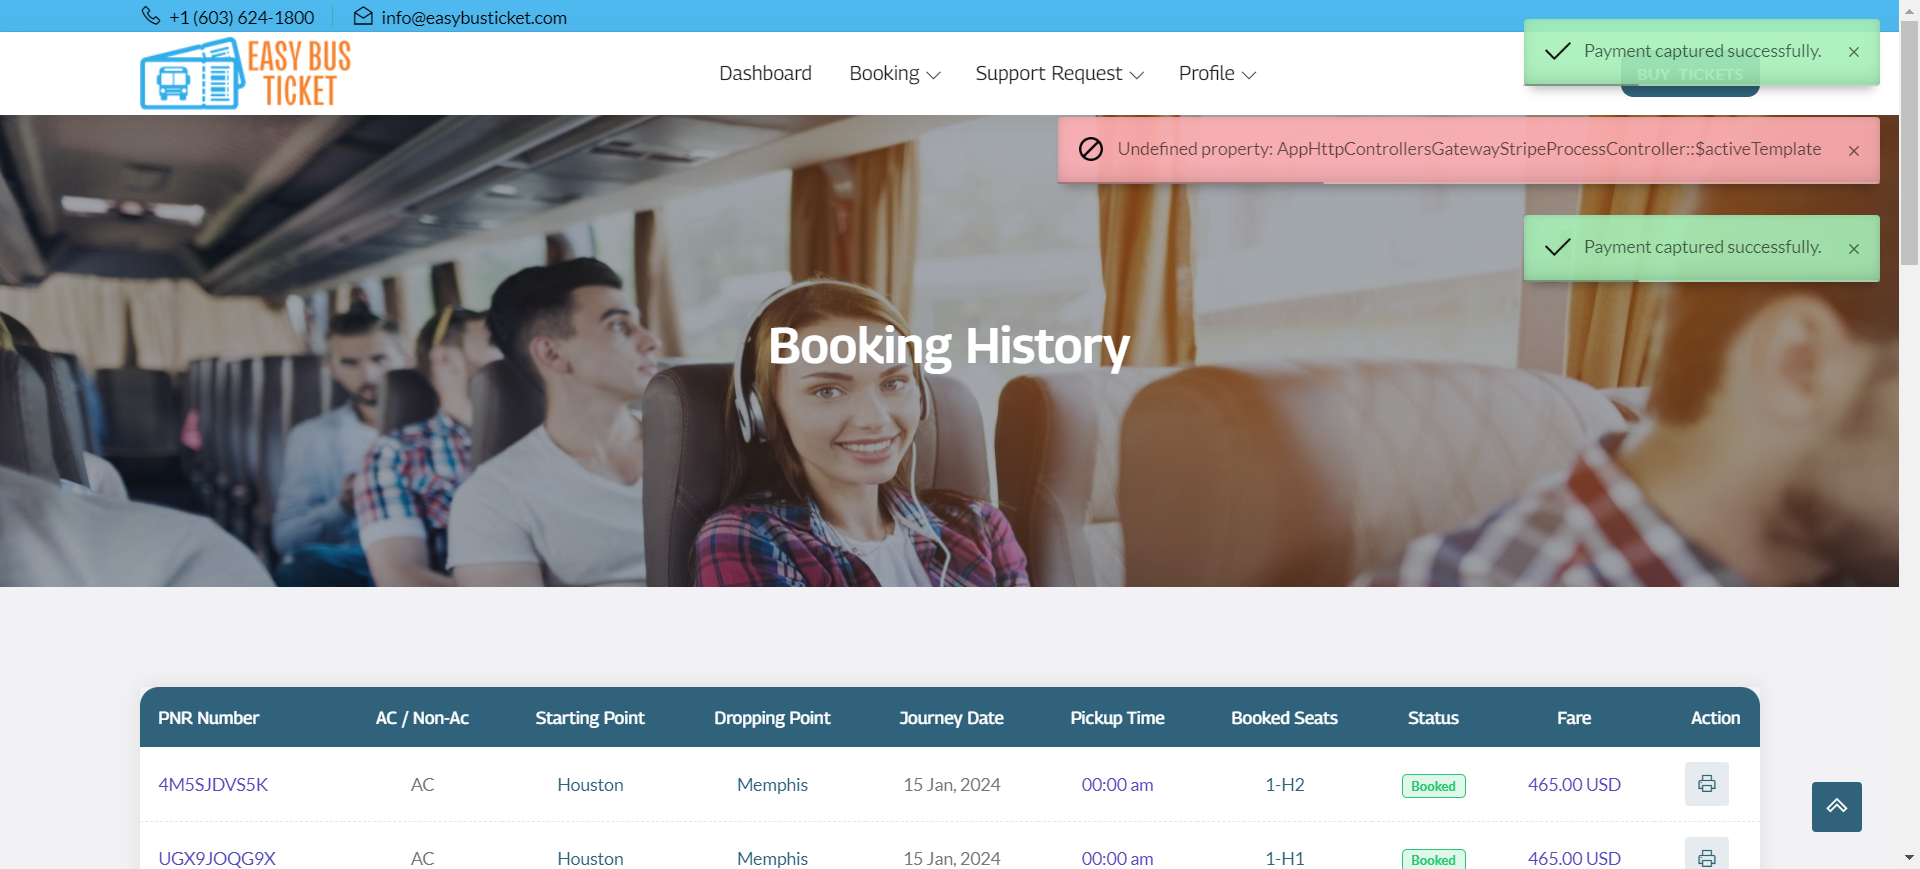 +1 (603) 624-1800
info@easybusticket.com
EASY BUS
TICKET
Dashboard
Booking
Support Request
Profile
BUY TICKETS
Payment captured successfully.
Undefined property: AppHttpControllersGatewayStripeProcessController::$activeTemplate
Payment captured successfully.
Booking History
PNR Number AC / Non-Ac Starting Point Dropping Point Journey Date Pickup Time Booked Seats Status Fare Action
4M5SJDVS5K AC Houston Memphis 15 Jan, 2024 00:00 am 1-H2 Booked 465.00 USD
UGX9JOQG9X AC Houston Memphis 15 Jan, 2024 00:00 am 1-H1 Booked 465.00 USD